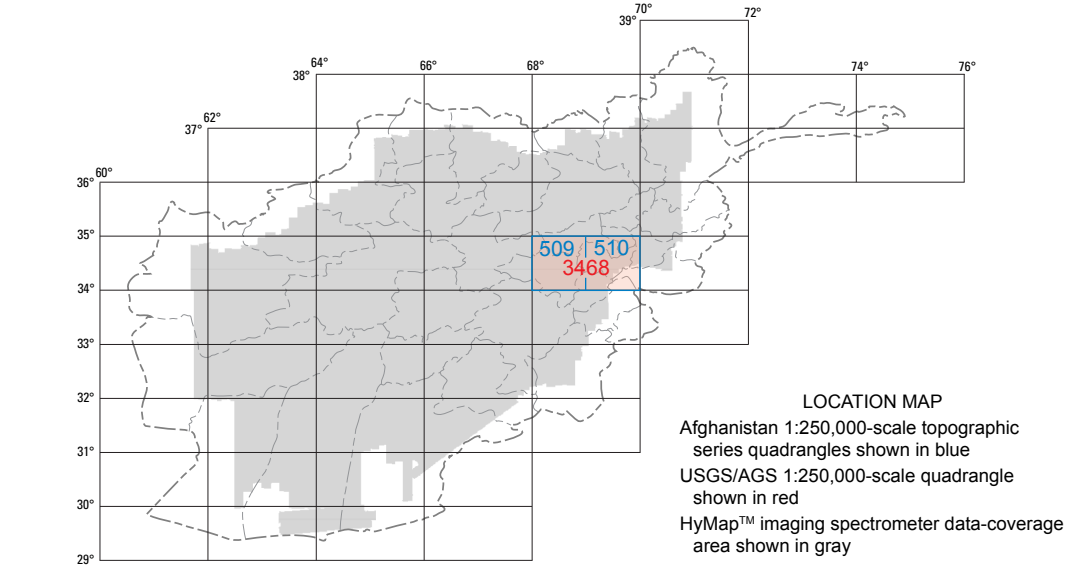 70°
39° 72°
64° 66° 68° 74° 76°
38°
62°
37°
60°
36°
35°
509 510
3468
34°
33°
32°
31°
30°
29°
LOCATION MAP
Afghanistan 1:250,000-scale topographic
series quadrangles shown in blue
USGS/AGS 1:250,000-scale quadrangle
shown in red
HyMap™ imaging spectrometer data-coverage
area shown in gray